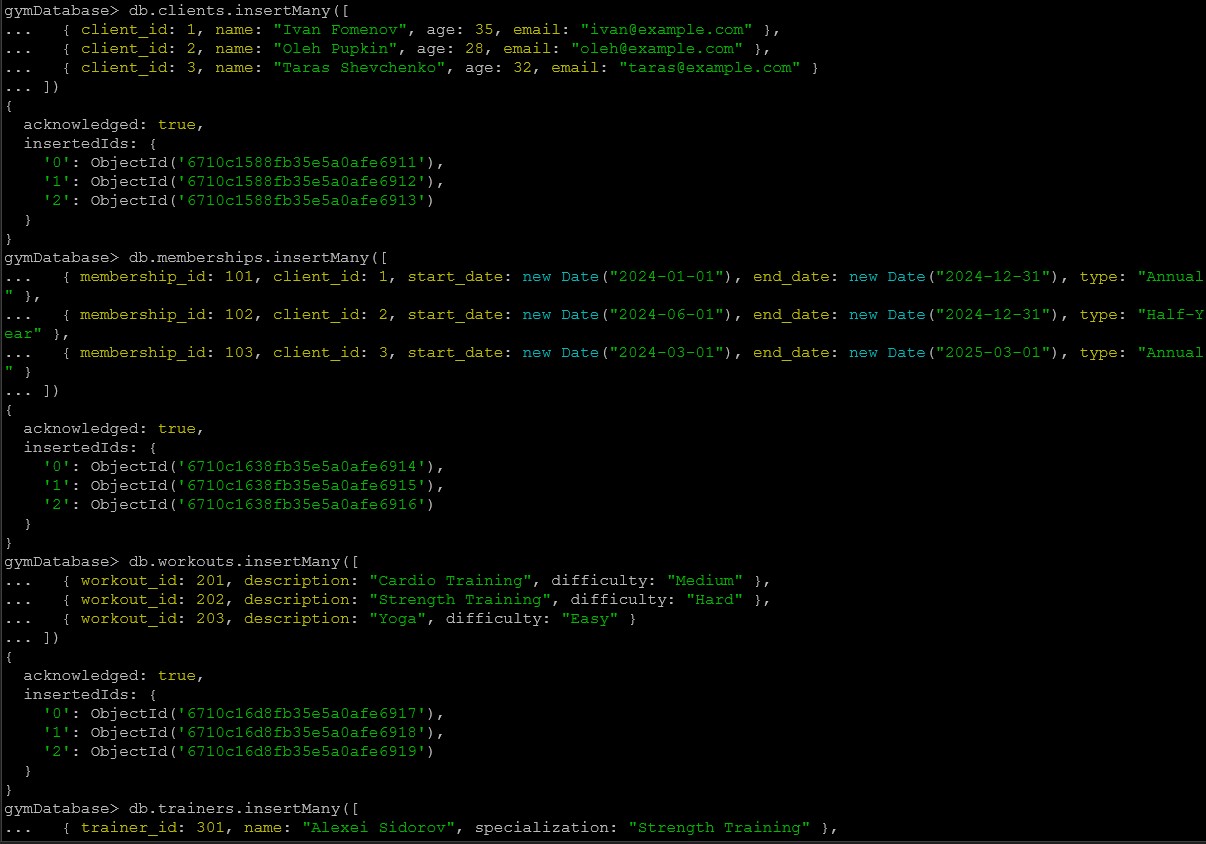 gymDatabase> db.clients.insertMany([
...   { client_id: 1, name: "Ivan Fomenov", age: 35, email: "ivan@example.com" },
...   { client_id: 2, name: "Oleh Pupkin", age: 28, email: "oleh@example.com" },
...   { client_id: 3, name: "Taras Shevchenko", age: 32, email: "taras@example.com" }
... ])
{
  acknowledged: true,
  insertedIds: {
    '0': ObjectId('6710c1588fb35e5a0afe6911'),
    '1': ObjectId('6710c1588fb35e5a0afe6912'),
    '2': ObjectId('6710c1588fb35e5a0afe6913')
  }
}
gymDatabase> db.memberships.insertMany([
...   { membership_id: 101, client_id: 1, start_date: new Date("2024-01-01"), end_date: new Date("2024-12-31"), type: "Annual
" },
...   { membership_id: 102, client_id: 2, start_date: new Date("2024-06-01"), end_date: new Date("2024-12-31"), type: "Half-Y
ear" },
...   { membership_id: 103, client_id: 3, start_date: new Date("2024-03-01"), end_date: new Date("2025-03-01"), type: "Annual
" }
... ])
{
  acknowledged: true,
  insertedIds: {
    '0': ObjectId('6710c1638fb35e5a0afe6914'),
    '1': ObjectId('6710c1638fb35e5a0afe6915'),
    '2': ObjectId('6710c1638fb35e5a0afe6916')
  }
}
gymDatabase> db.workouts.insertMany([
...   { workout_id: 201, description: "Cardio Training", difficulty: "Medium" },
...   { workout_id: 202, description: "Strength Training", difficulty: "Hard" },
...   { workout_id: 203, description: "Yoga", difficulty: "Easy" }
... ])
{
  acknowledged: true,
  insertedIds: {
    '0': ObjectId('6710c16d8fb35e5a0afe6917'),
    '1': ObjectId('6710c16d8fb35e5a0afe6918'),
    '2': ObjectId('6710c16d8fb35e5a0afe6919')
  }
}
gymDatabase> db.trainers.insertMany([
...   { trainer_id: 301, name: "Alexei Sidorov", specialization: "Strength Training" },